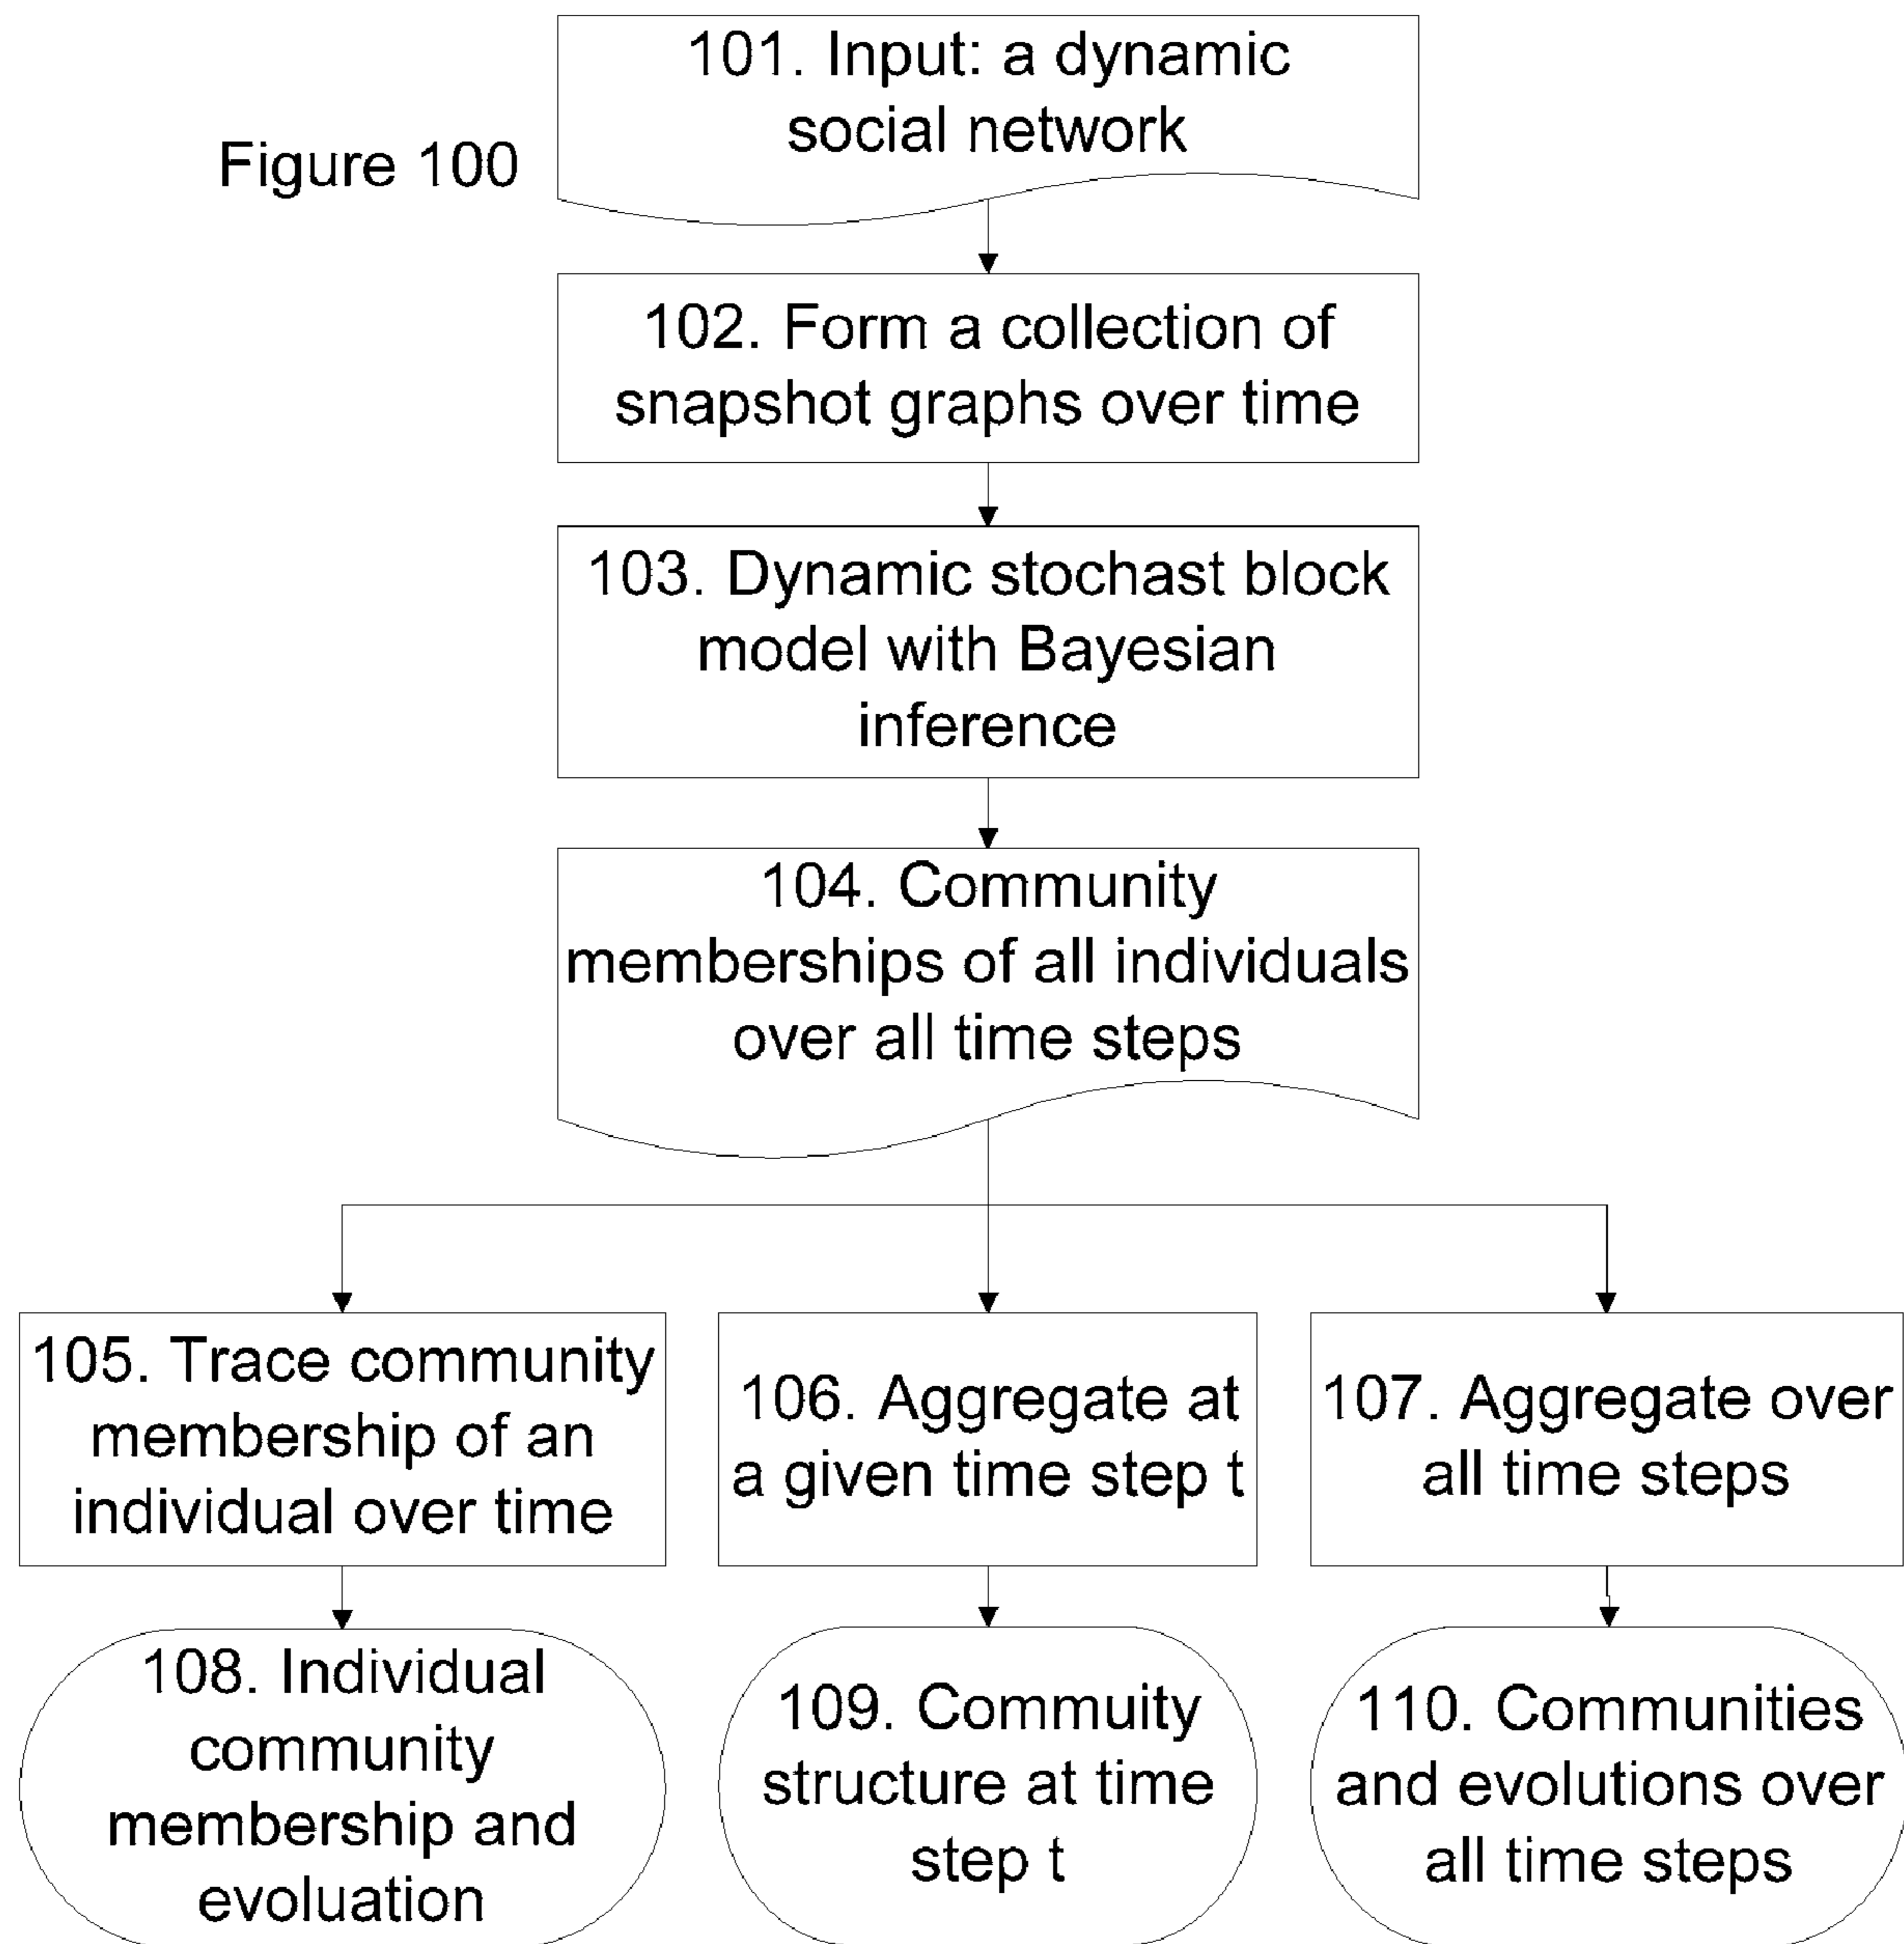 101. Input: a dynamic
social network
Figure 100
102. Form a collection of
snapshot graphs over time
103. Dynamic stochast block
model with Bayesian
inference
104. Community
memberships of all individuals
over all time steps
105. Trace community
membership of an
individual over time
106. Aggregate at
a given time step t
107. Aggregate over
all time steps
108. Individual
community
membership and
evoluation
109. Commuity
structure at time
step t
110. Communities
and evolutions over
all time steps